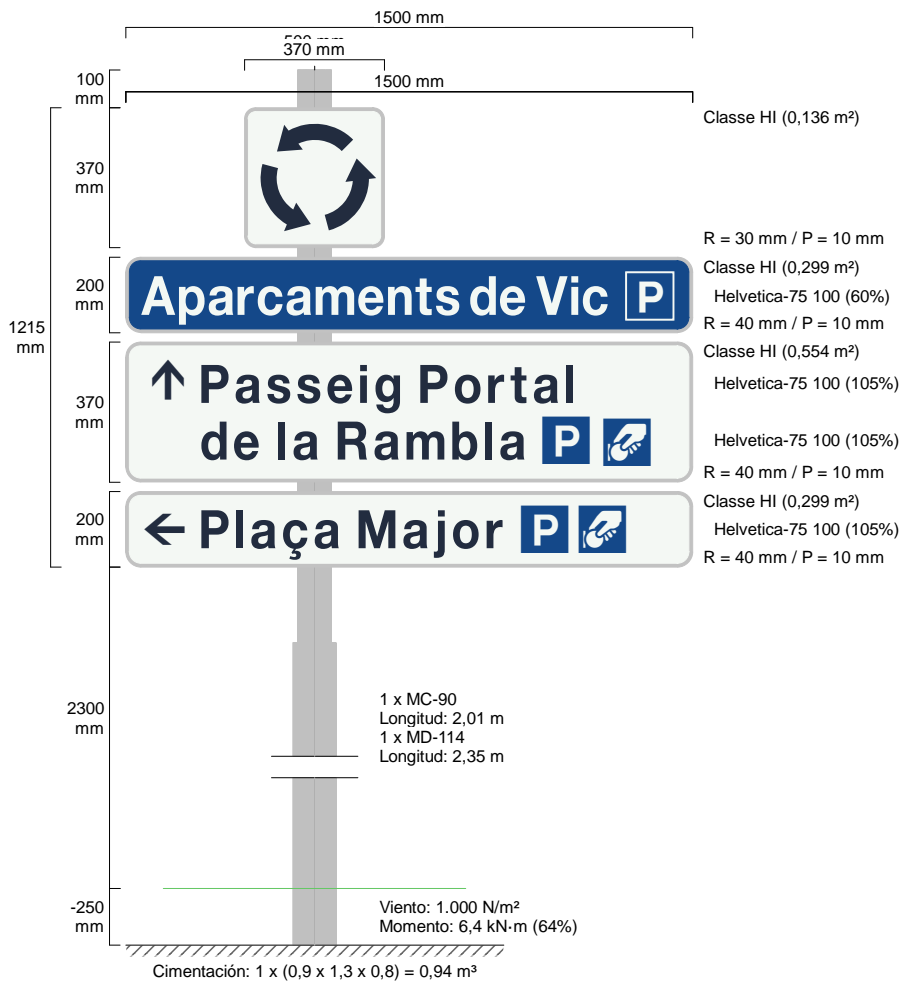 1500 mm
370 mm
100
mm
1500 mm
Classe HI (0,136 m²)
370
mm
R = 30 mm / P = 10 mm
Classe HI (0,299 m²)
200
mm
Aparcaments de Vic P
Helvetica-75 100 (60%)
R = 40 mm / P = 10 mm
1215
mm
Classe HI (0,554 m²)
370
mm
Passeig Portal
Helvetica-75 100 (105%)
de la Rambla P
Helvetica-75 100 (105%)
R = 40 mm / P = 10 mm
Classe HI (0,299 m²)
200
mm
Plaça Major P
Helvetica-75 100 (105%)
R = 40 mm / P = 10 mm
2300
mm
1 x MC-90
Longitud: 2,01 m
1 x MD-114
Longitud: 2,35 m
-250
mm
Viento: 1.000 N/m²
Momento: 6,4 kN·m (64%)
Cimentación: 1 x (0,9 x 1,3 x 0,8) = 0,94 m³